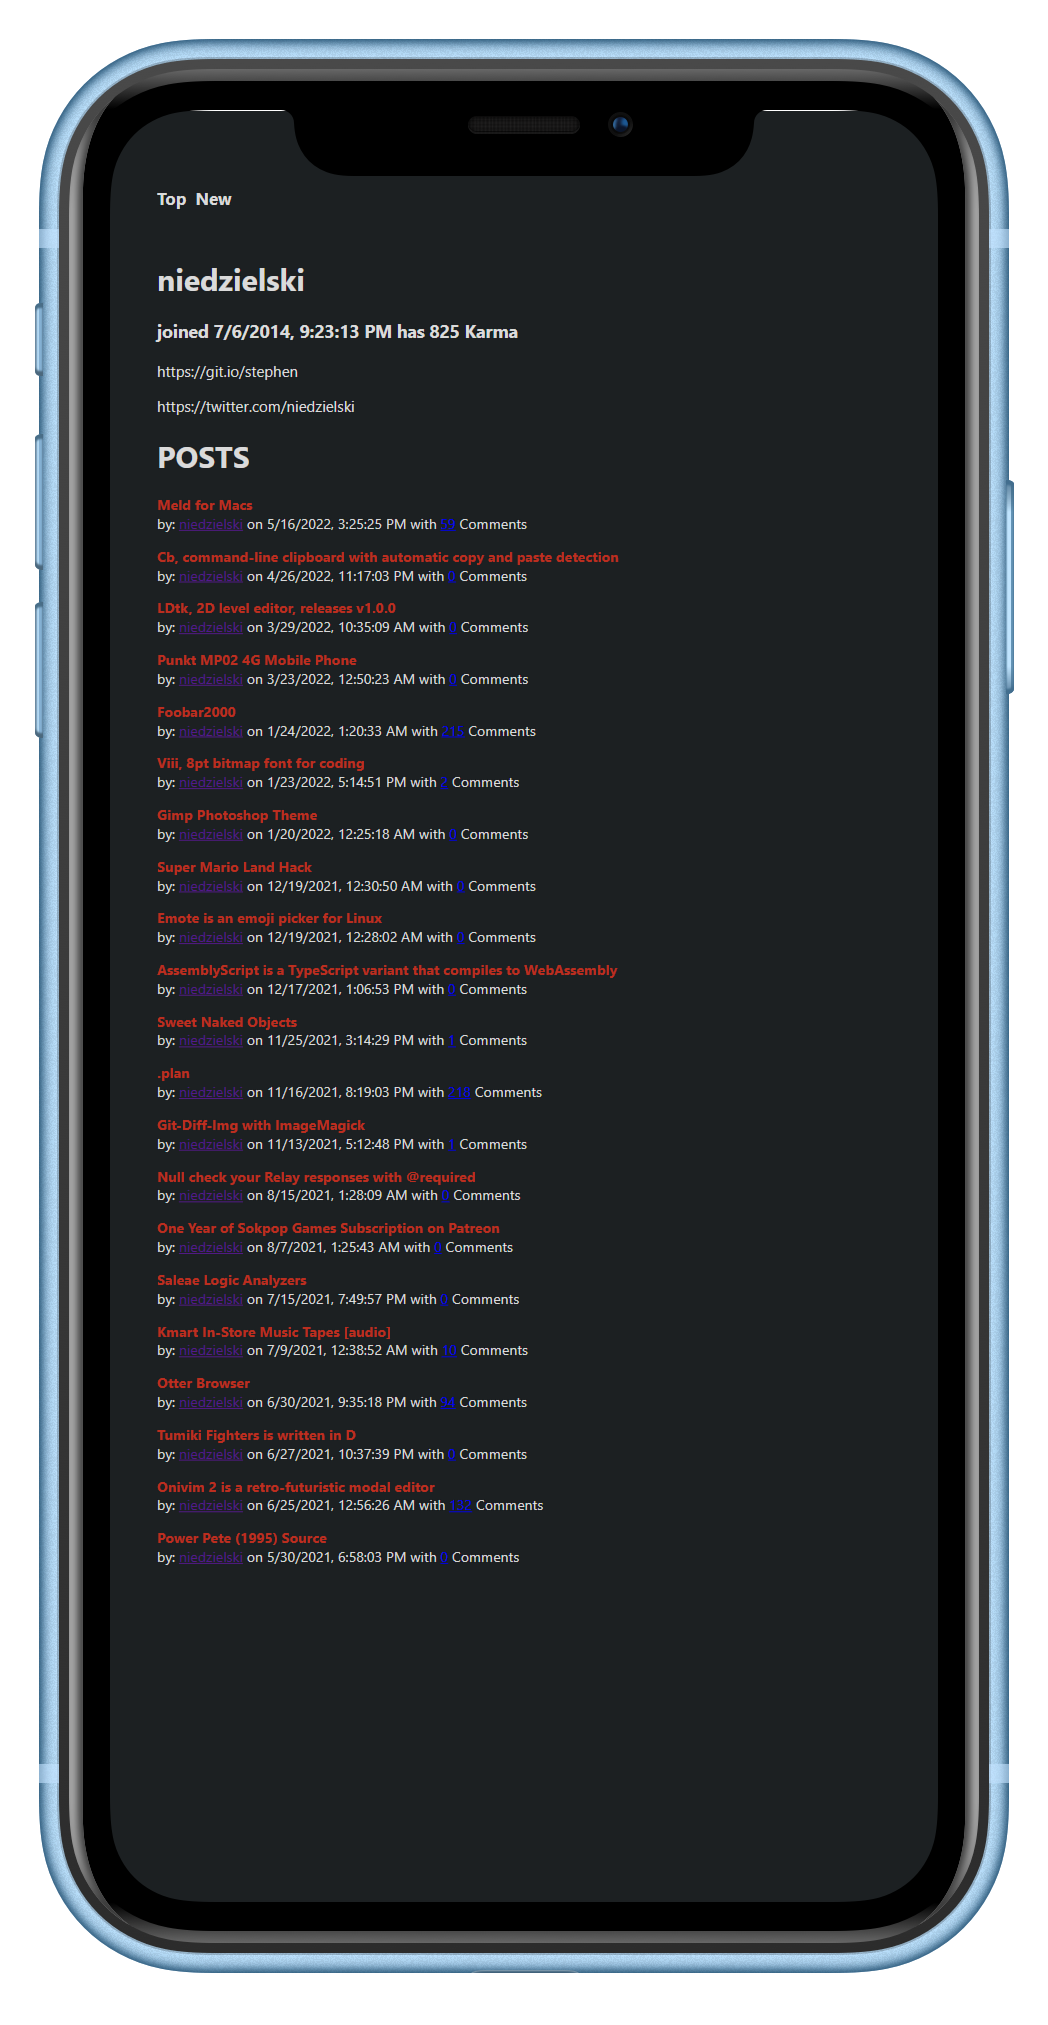 Top New
niedzielski
joined 7/6/2014, 9:23:13 PM has 825 Karma
https://git.io/stephen
https://twitter.com/niedzielski
POSTS
Meld for Macs
by: niedzielski on 5/16/2022, 3:25:25 PM with 59 Comments
Cb, command-line clipboard with automatic copy and paste detection
by: niedzielski on 4/26/2022, 11:17:03 PM with 0 Comments
LDtk, 2D level editor, releases v1.0.0
by: niedzielski on 3/29/2022, 10:35:09 AM with 0 Comments
Punkt MP02 4G Mobile Phone
by: niedzielski on 3/23/2022, 12:50:23 AM with 0 Comments
Foobar2000
by: niedzielski on 1/24/2022, 1:20:33 AM with 215 Comments
Viii, 8pt bitmap font for coding
by: niedzielski on 1/23/2022, 5:14:51 PM with 2 Comments
Gimp Photoshop Theme
by: niedzielski on 1/20/2022, 12:25:18 AM with 0 Comments
Super Mario Land Hack
by: niedzielski on 12/19/2021, 12:30:50 AM with 0 Comments
Emote is an emoji picker for Linux
by: niedzielski on 12/19/2021, 12:28:02 AM with 0 Comments
AssemblyScript is a TypeScript variant that compiles to WebAssembly
by: niedzielski on 12/17/2021, 1:06:53 PM with 0 Comments
Sweet Naked Objects
by: niedzielski on 11/25/2021, 3:14:29 PM with 1 Comments
.plan
by: niedzielski on 11/16/2021, 8:19:03 PM with Comments
Git-Diff-Img with ImageMagick
by: niedzielski on 11/13/2021, 5:12:48 PM with 1 Comments
Null check your Relay responses with @required
by: niedzielski on 8/15/2021, 1:28:09 AM with 0 Comments
One Year of Sokpop Games Subscription on Patreon
by: niedzielski on 8/7/2021, 1:25:43 AM with 0 Comments
Saleae Logic Analyzers
by: niedzielski on 7/15/2021, 7:49:57 PM with 0 Comments
Kmart In-Store Music Tapes [audio]
by: niedzielski on 7/9/2021, 12:38:52 AM with 10 Comments
Otter Browser
by: niedzielski on 6/30/2021, 9:35:18 PM with 94 Comments
Tumiki Fighters is written in D
by: niedzielski on 6/27/2021, 10:37:39 PM with 0 Comments
Onivim 2 is a retro-futuristic modal editor
by: niedzielski on 6/25/2021, 12:56:26 AM with Comments
Power Pete (1995) Source
by: niedzielski on 5/30/2021, 6:58:03 PM with 0 Comments